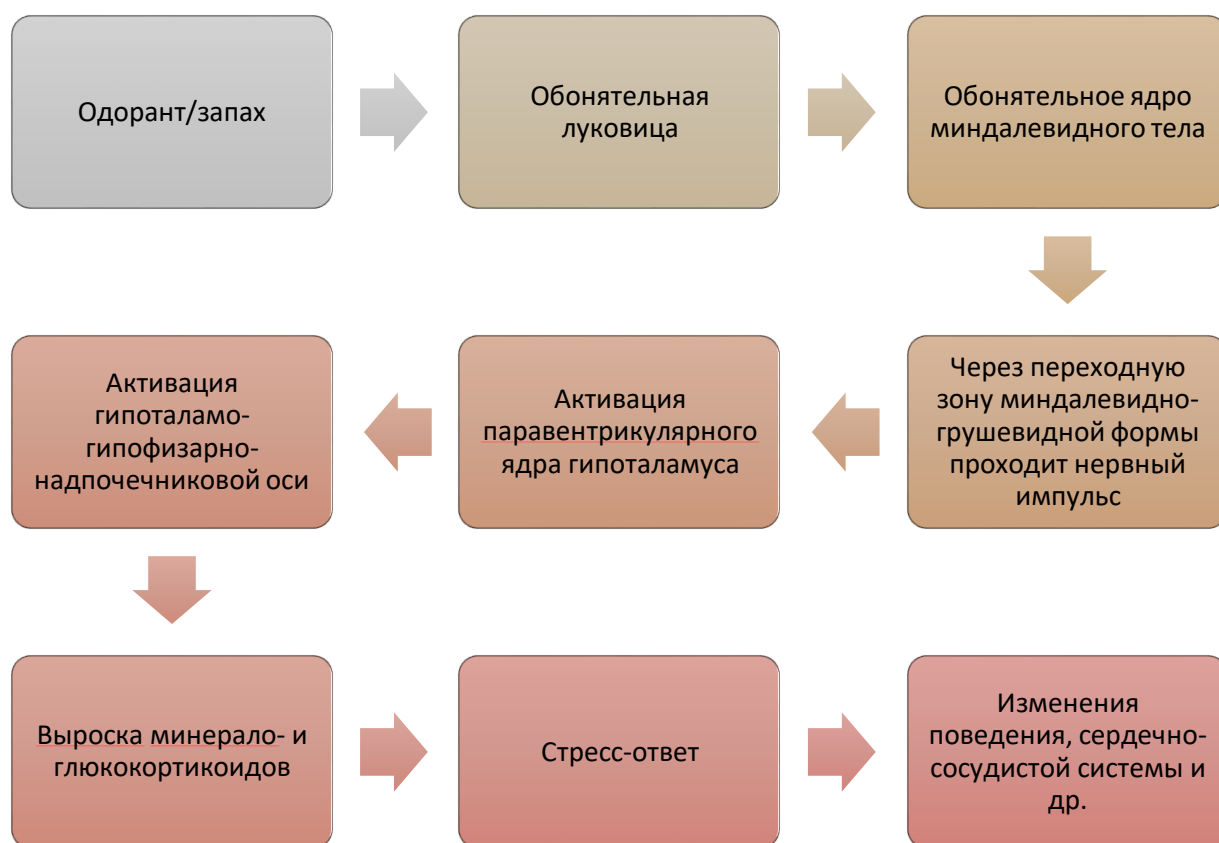 Одорант/запах
Обонятельная
луковица
Обонятельное ядро
миндалевидного тела
Через переходную
зону миндалевидно-
грушевидной формы
проходит нервный
импульс
Активация
паравентрикулярного
ядра гипоталамуса
Активация
гипоталамо-
гипофизарно-
надпочечниковой оси
Выроска минерало- и
глюкокортикоидов
Стресс-ответ
Изменения
поведения, сердечно-
сосудистой системы и
др.